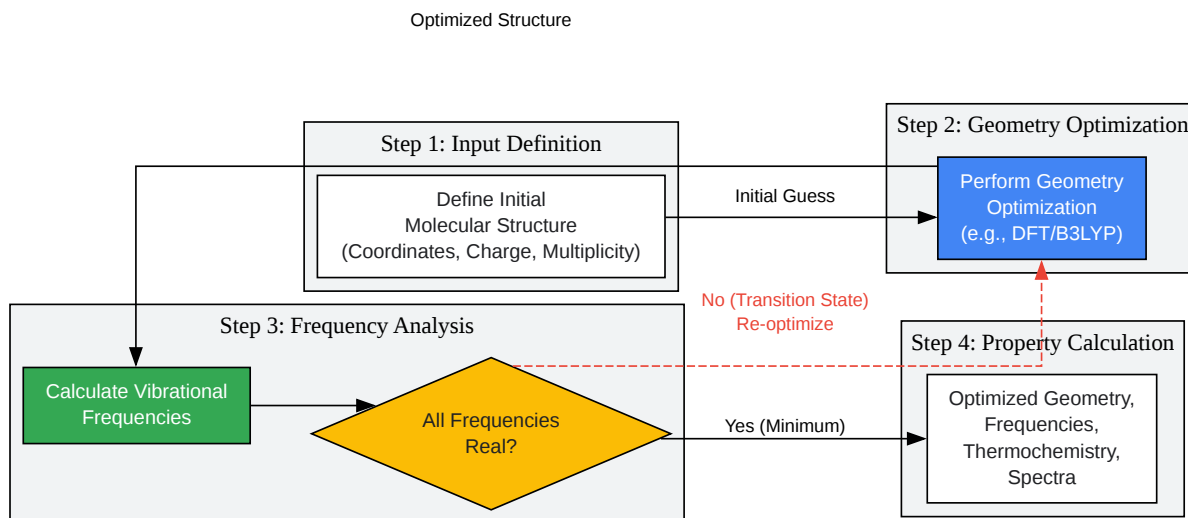 Optimized Structure
Step 1: Input Definition
Define Initial
Molecular Structure
(Coordinates, Charge, Multiplicity)
Initial Guess
Step 2: Geometry Optimization
Perform Geometry
Optimization
(e.g., DFT/B3LYP)
Step 3: Frequency Analysis
Calculate Vibrational
Frequencies
All Frequencies
Real?
No (Transition State)
Re-optimize
Yes (Minimum)
Step 4: Property Calculation
Optimized Geometry,
Frequencies,
Thermochemistry,
Spectra